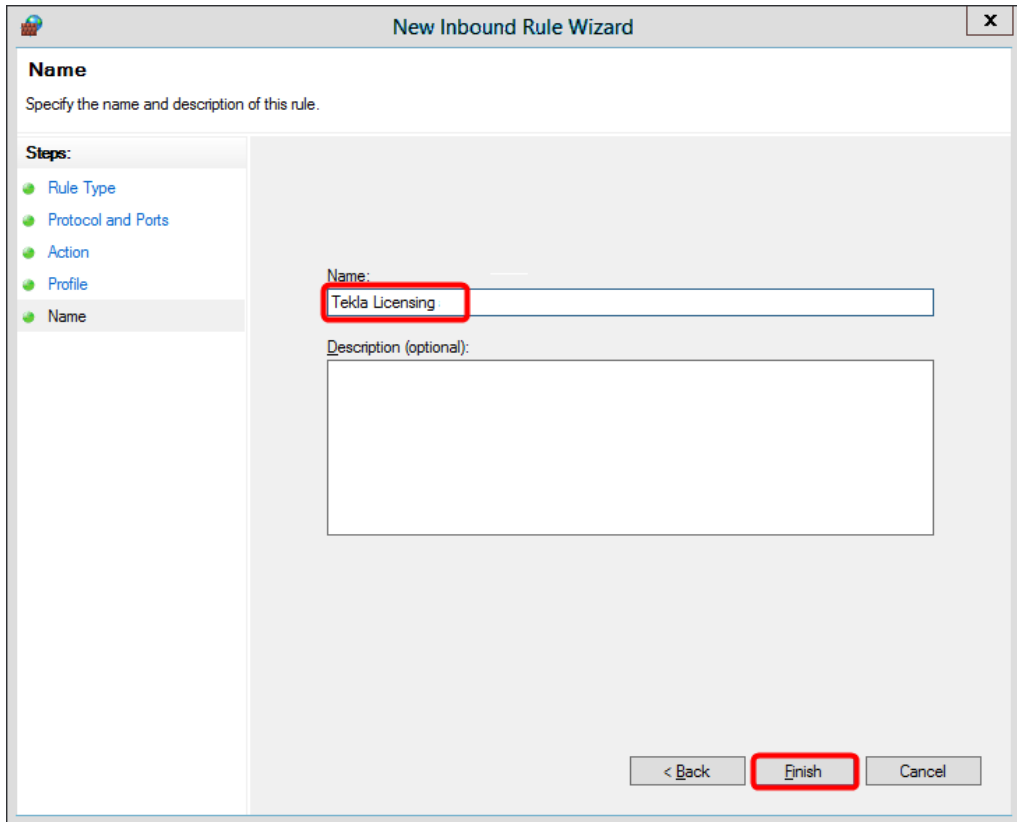 New Inbound Rule Wizard
x
Name
Specify the name and description of this rule.
Steps:
Rule Type
Protocol and Ports
Action
Profile
Name
Name:
Tekla Licensing
Description (optional):
< Back
Finish
Cancel